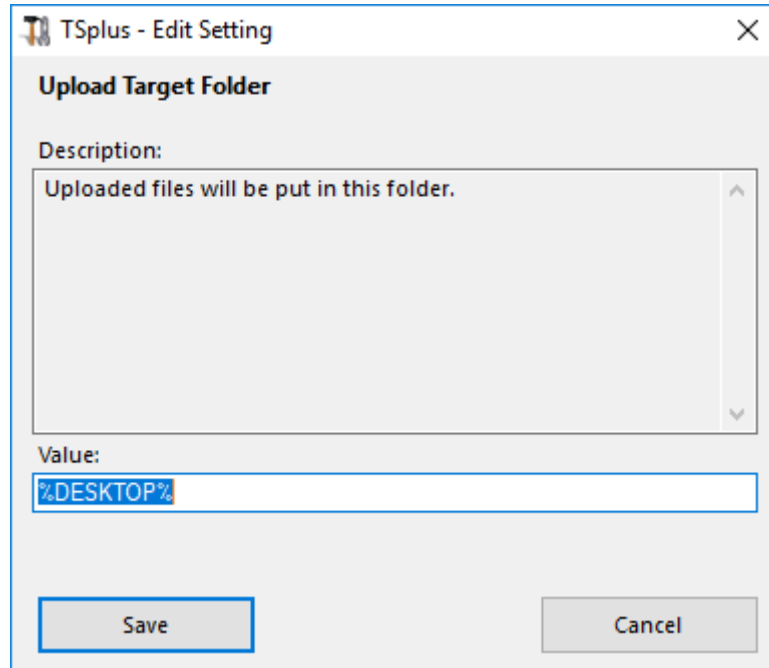 TSplus - Edit Setting
Upload Target Folder
Description:
Uploaded files will be put in this folder.
Value:
%DESKTOP%
Save
Cancel